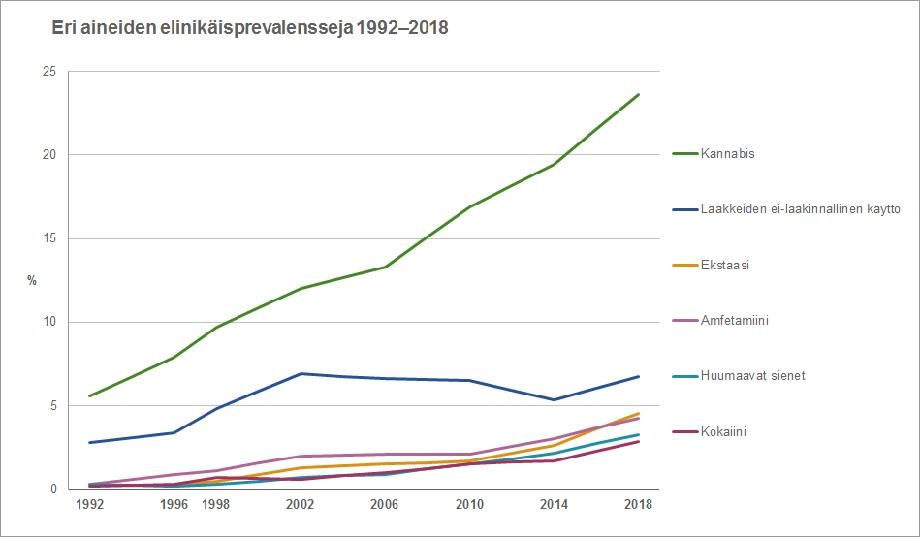 Eri aineiden elinikäisprevalensseja 1992–2018
25
20
15
%
10
5
0
1992 1996 1998 2002 2006 2010 2014 2018
Kannabis
Laakkeiden ei-laakinnallinen kaytto
Ekstaasi
Amfetamiini
Huumaavat sienet
Kokaiini